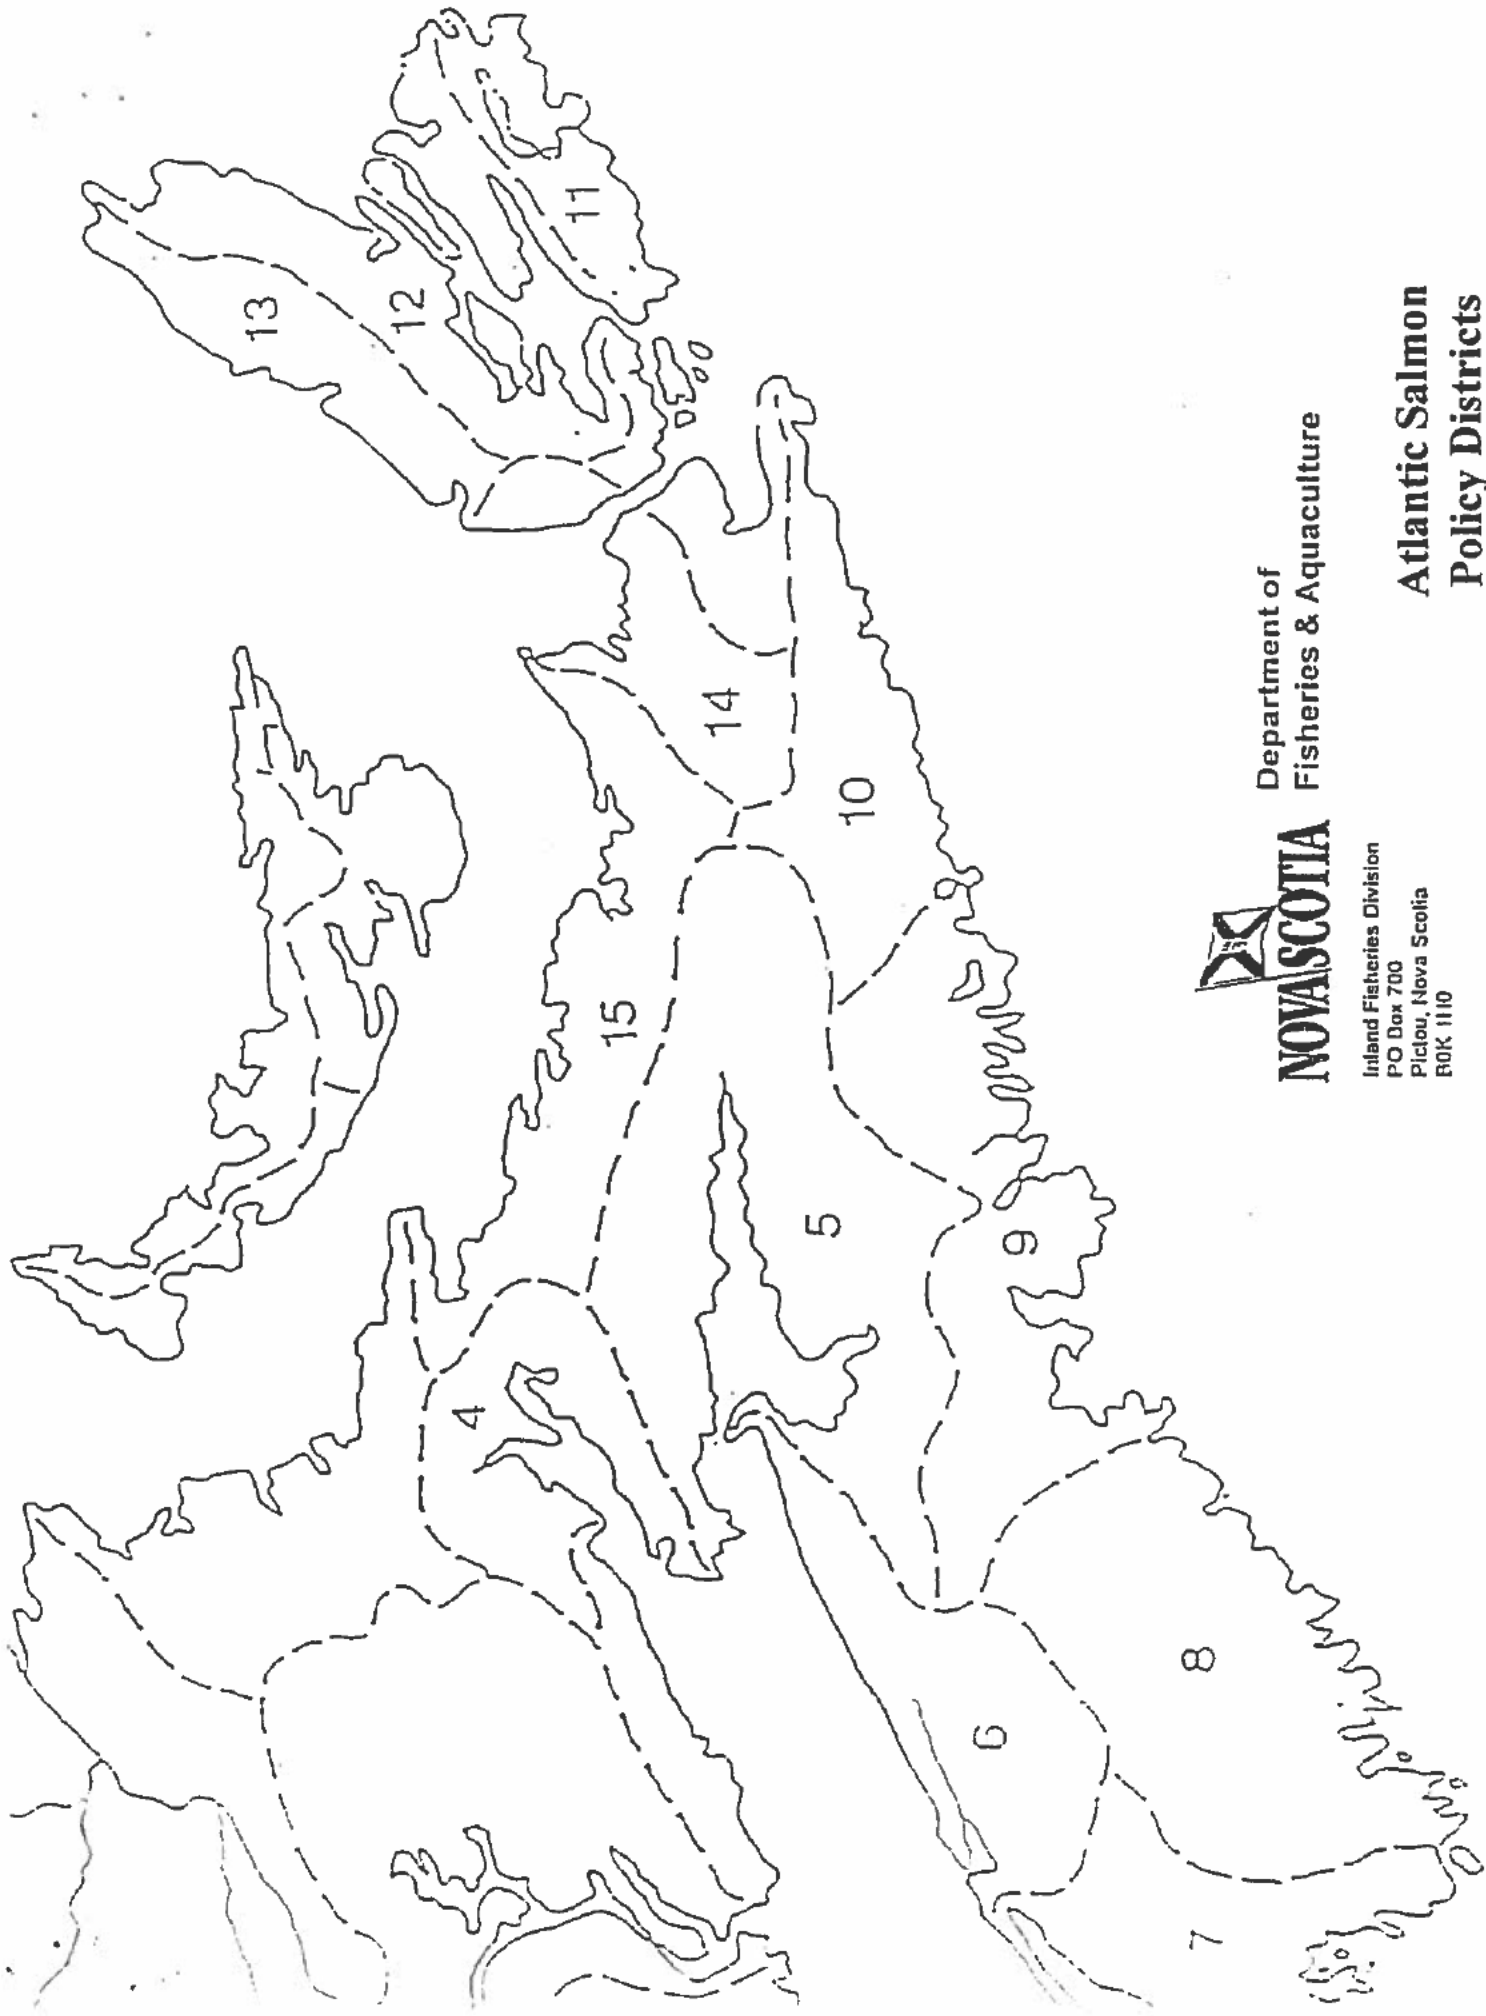 13
12
11
14
10
15
4
5
9
6
8
7
NOVA SCOTIA
Department of
Fisheries & Aquaculture
Inland Fisheries Division
PO Box 700
Pictou, Nova Scotia
B0K 1H0
Atlantic Salmon
Policy Districts